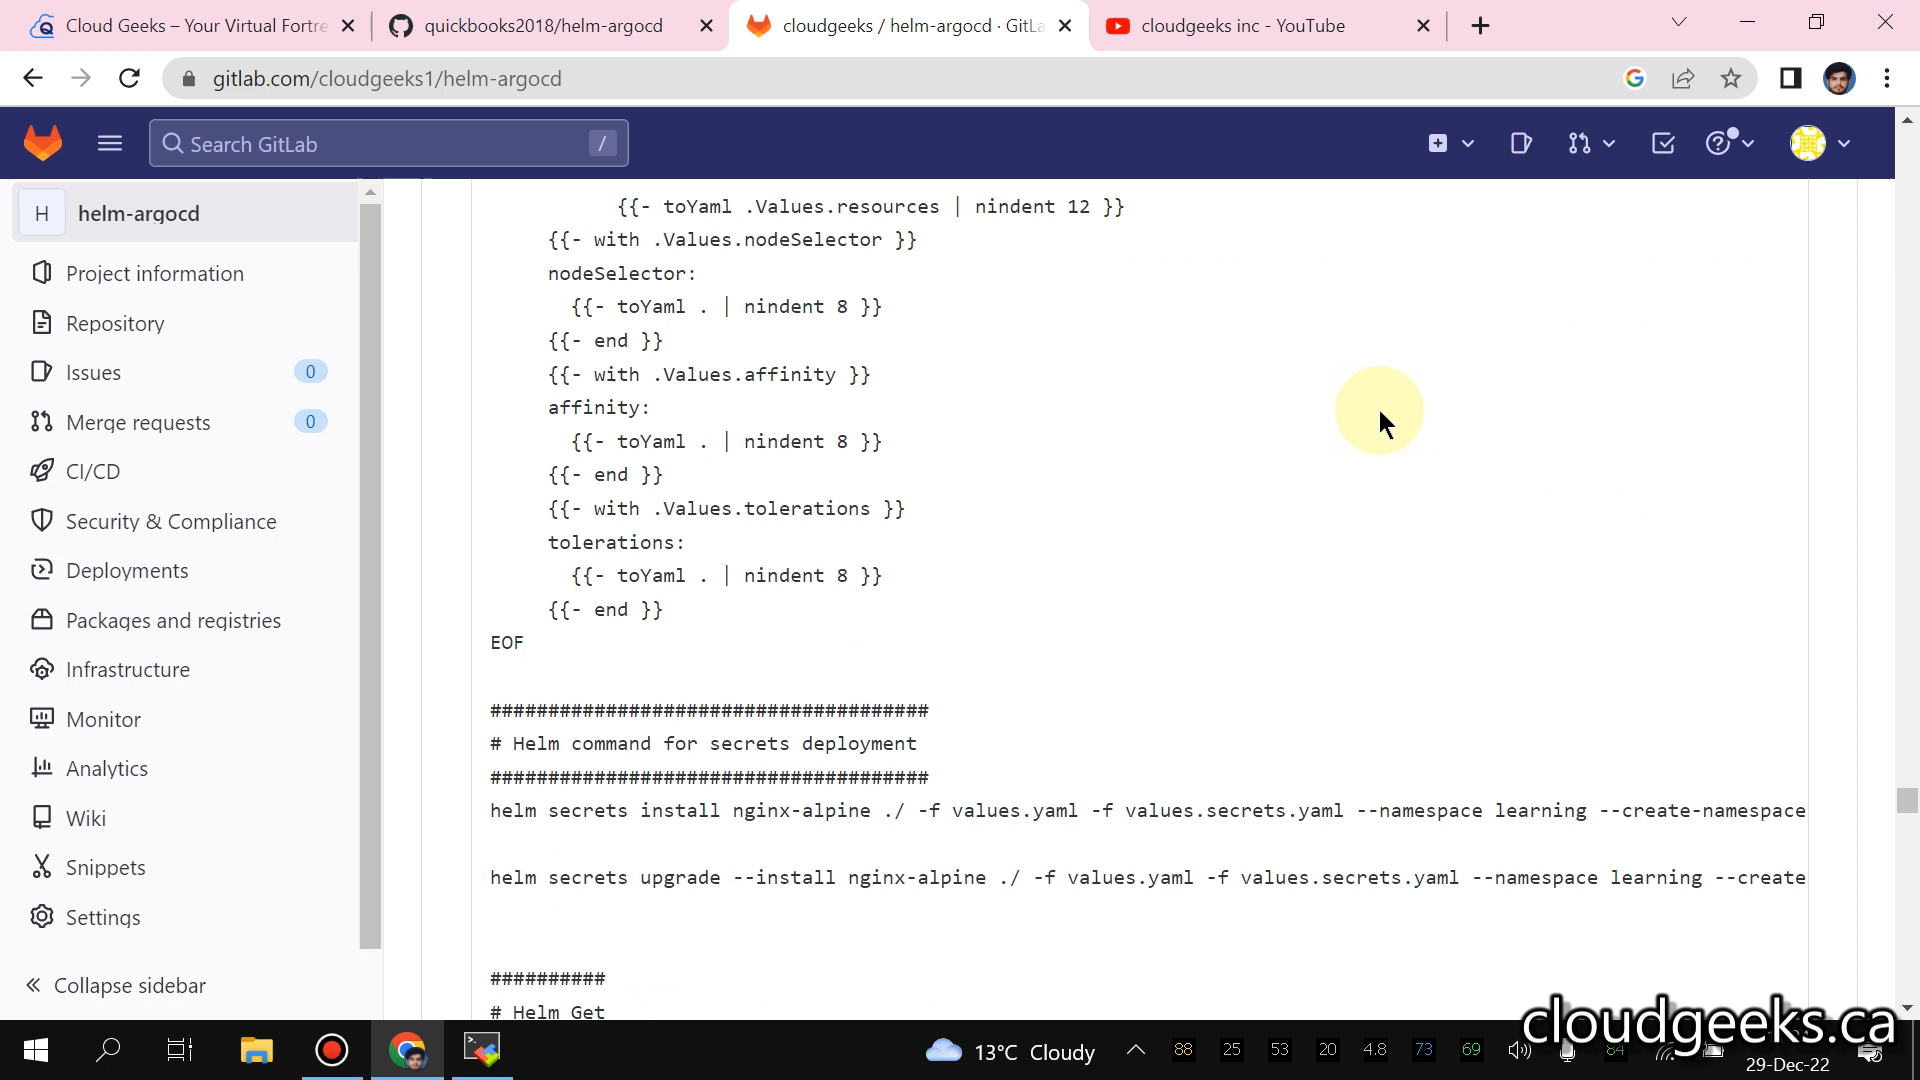 Cloud Geeks – Your Virtual Fortre
quickbooks2018/helm-argocd
cloudgeeks / helm-argocd · GitLa
cloudgeeks inc - YouTube
gitlab.com/cloudgeeks1/helm-argocd
Search GitLab /
H helm-argocd
Project information
Repository
Issues 0
Merge requests 0
CI/CD
Security & Compliance
Deployments
Packages and registries
Infrastructure
Monitor
Analytics
Wiki
Snippets
Settings
Collapse sidebar
{{- toYaml .Values.resources | nindent 12 }}
{{- with .Values.nodeSelector }}
nodeSelector:
{{- toYaml . | nindent 8 }}
{{- end }}
{{- with .Values.affinity }}
affinity:
{{- toYaml . | nindent 8 }}
{{- end }}
{{- with .Values.tolerations }}
tolerations:
{{- toYaml . | nindent 8 }}
{{- end }}
EOF
######################################
# Helm command for secrets deployment
######################################
helm secrets install nginx-alpine ./ -f values.yaml -f values.secrets.yaml --namespace learning --create-namespace
helm secrets upgrade --install nginx-alpine ./ -f values.yaml -f values.secrets.yaml --namespace learning --create
##########
# Helm Get
cloudgeeks.ca
13°C Cloudy
88 25 53 20 4.8 73 69 84
29-Dec-22